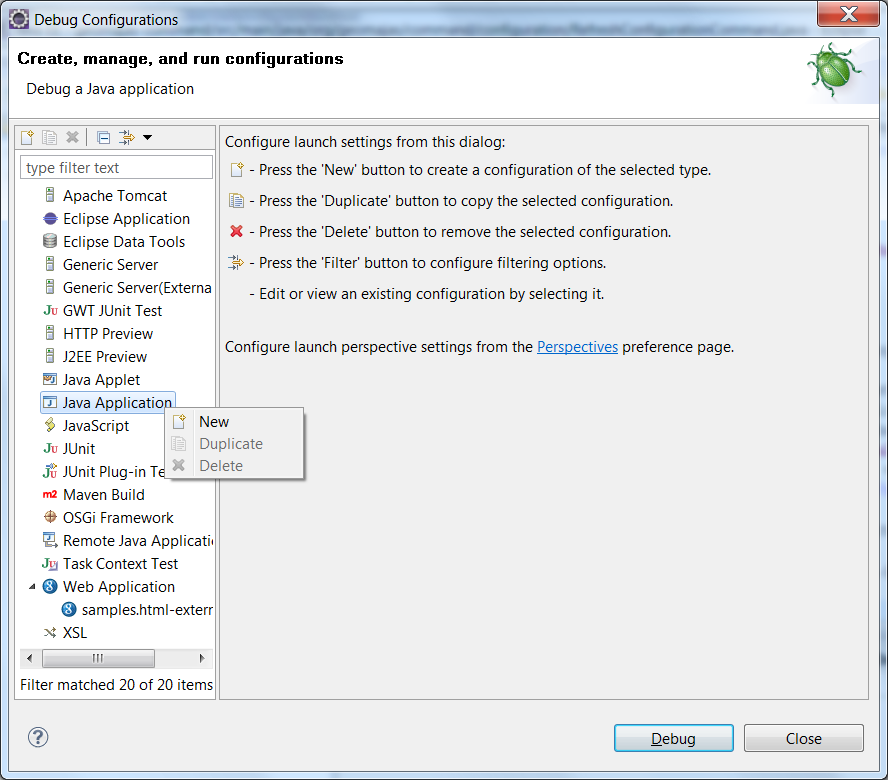 Debug Configurations
Create, manage, and run configurations
Debug a Java application
type filter text
Apache Tomcat
Eclipse Application
Eclipse Data Tools
Generic Server
Generic Server(Externa
GWT JUnit Test
HTTP Preview
J2EE Preview
Java Applet
Java Application
JavaScript
JUnit
JUnit Plug-in Te
Maven Build
OSGi Framework
Remote Java Applicati
Task Context Test
Web Application
samples.html-extern
XSL
Filter matched 20 of 20 items
New
Duplicate
Delete
Configure launch settings from this dialog:
- Press the 'New' button to create a configuration of the selected type.
- Press the 'Duplicate' button to copy the selected configuration.
- Press the 'Delete' button to remove the selected configuration.
- Press the 'Filter' button to configure filtering options.
- Edit or view an existing configuration by selecting it.
Configure launch perspective settings from the Perspectives preference page.
Debug
Close